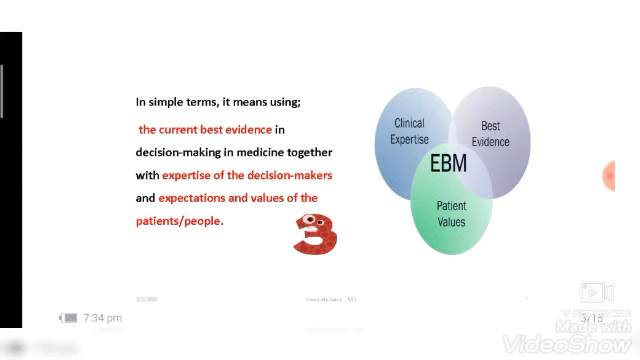 In simple terms, it means using;
the current best evidence in
decision-making in medicine together
with expertise of the decision-makers
and expectations and values of the
patients/people.
3
Clinical
Expertise
Best
Evidence
EBM
Patient
Values
7:34 pm
3/15
V RECORDER
Made with
VideoShow